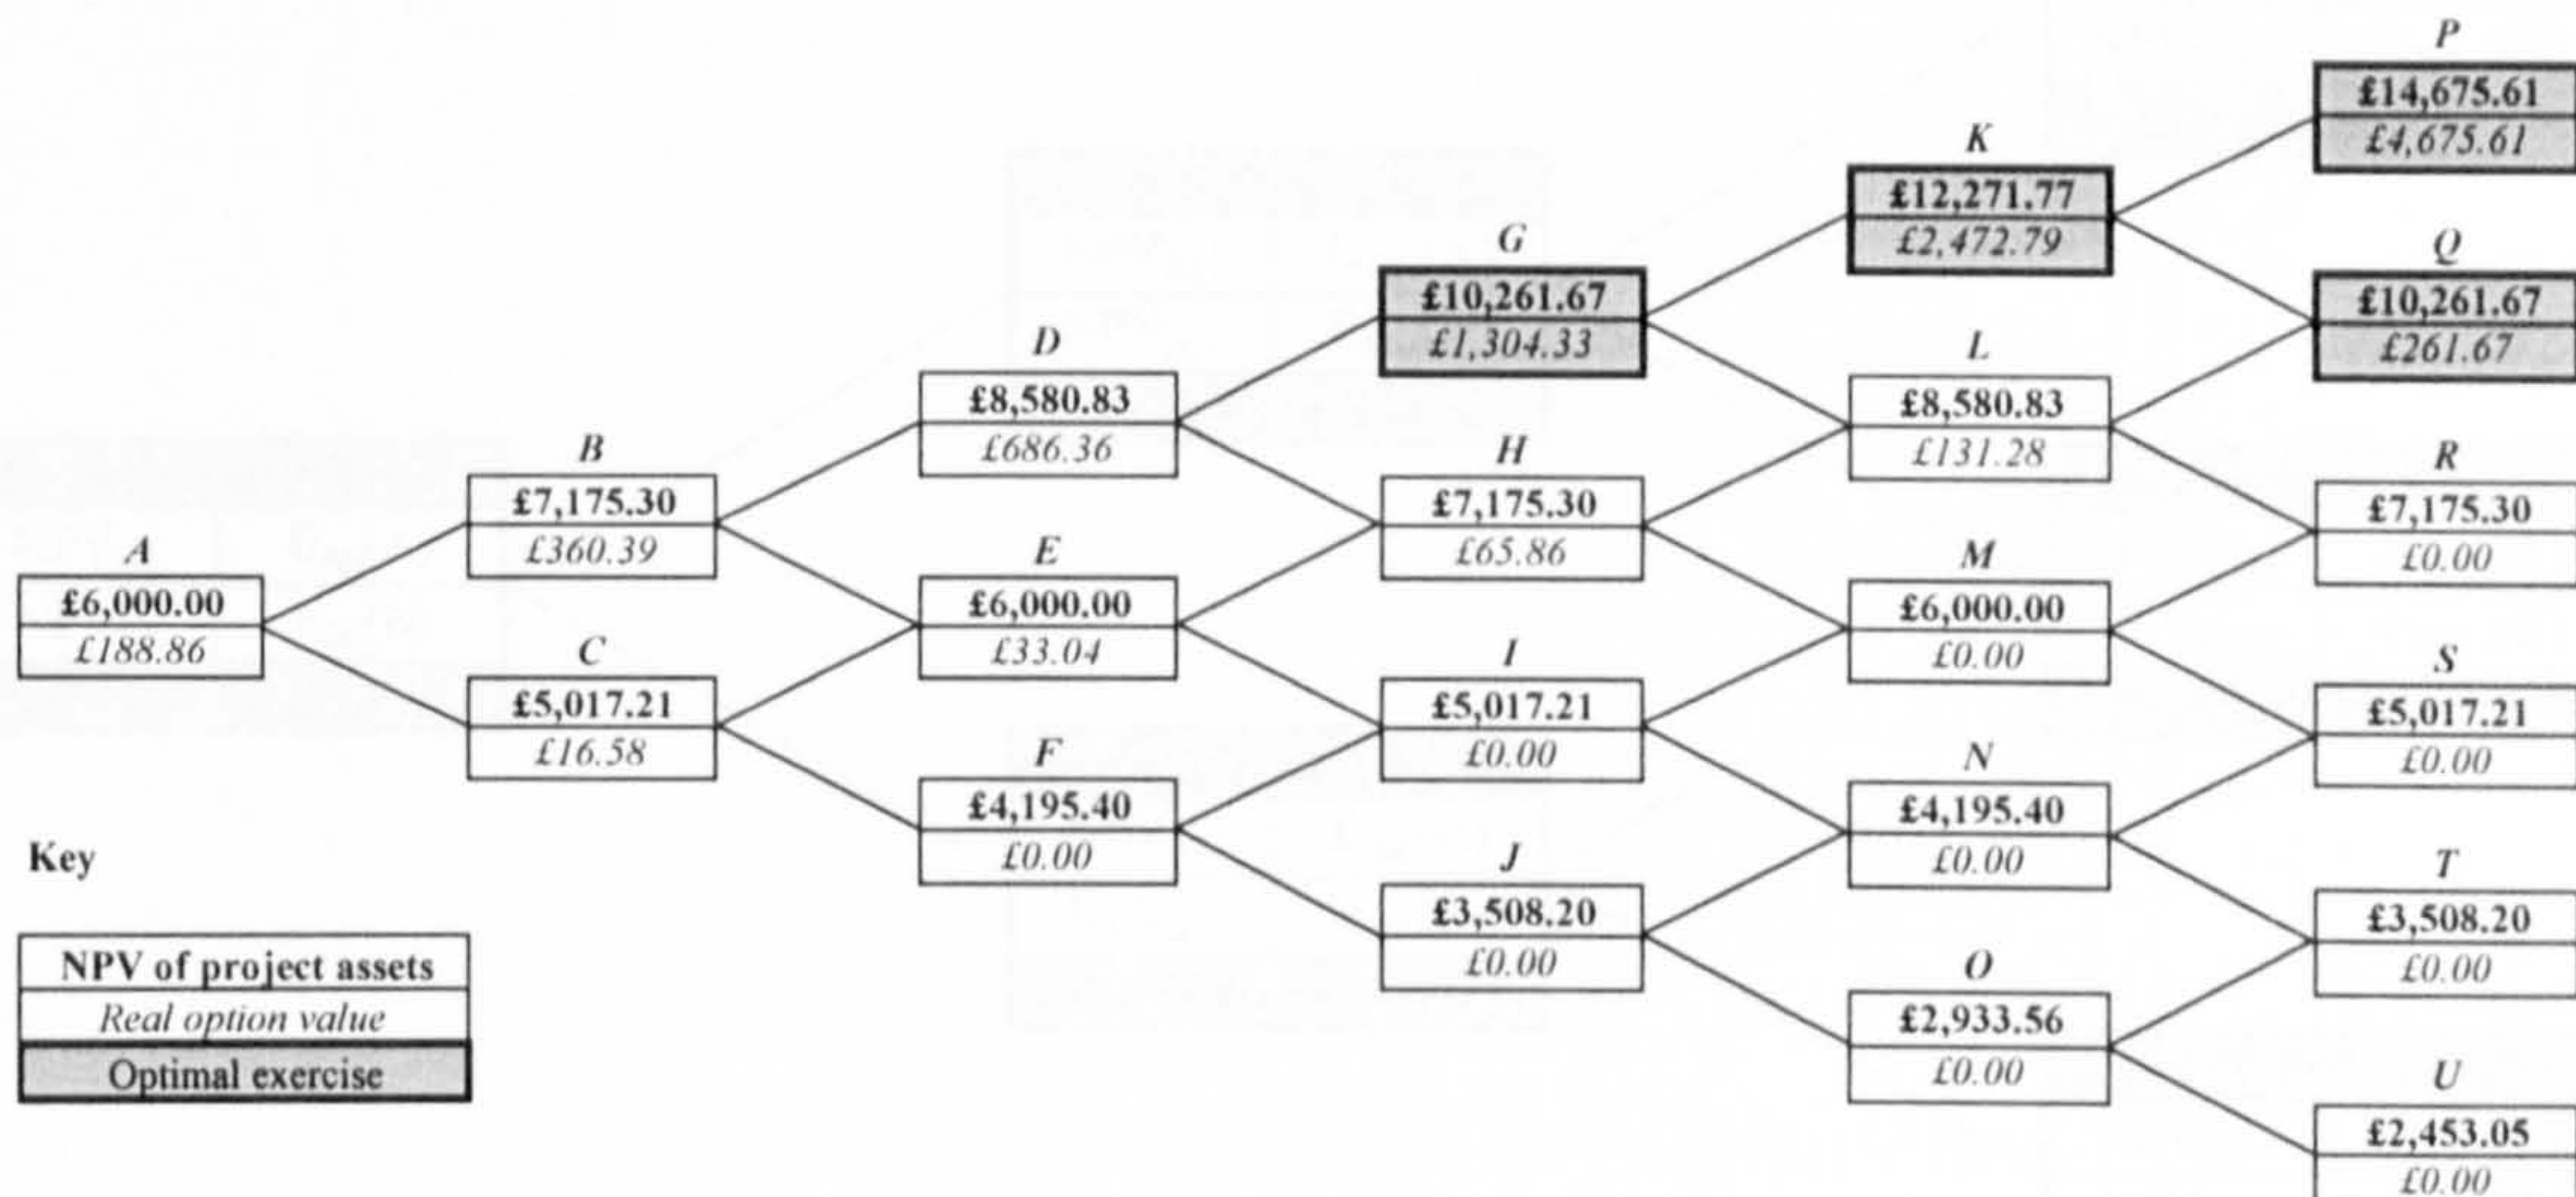 A
£6,000.00
£188.86
B
£7,175.30
£360.39
C
£5,017.21
£16.58
D
£8,580.83
£686.36
E
£6,000.00
£33.04
F
£4,195.40
£0.00
G
£10,261.67
£1,304.33
H
£7,175.30
£65.86
I
£5,017.21
£0.00
J
£3,508.20
£0.00
K
£12,271.77
£2,472.79
L
£8,580.83
£131.28
M
£6,000.00
£0.00
N
£4,195.40
£0.00
O
£2,933.56
£0.00
P
£14,675.61
£4,675.61
Q
£10,261.67
£261.67
R
£7,175.30
£0.00
S
£5,017.21
£0.00
T
£3,508.20
£0.00
U
£2,453.05
£0.00
Key
NPV of project assets
Real option value
Optimal exercise